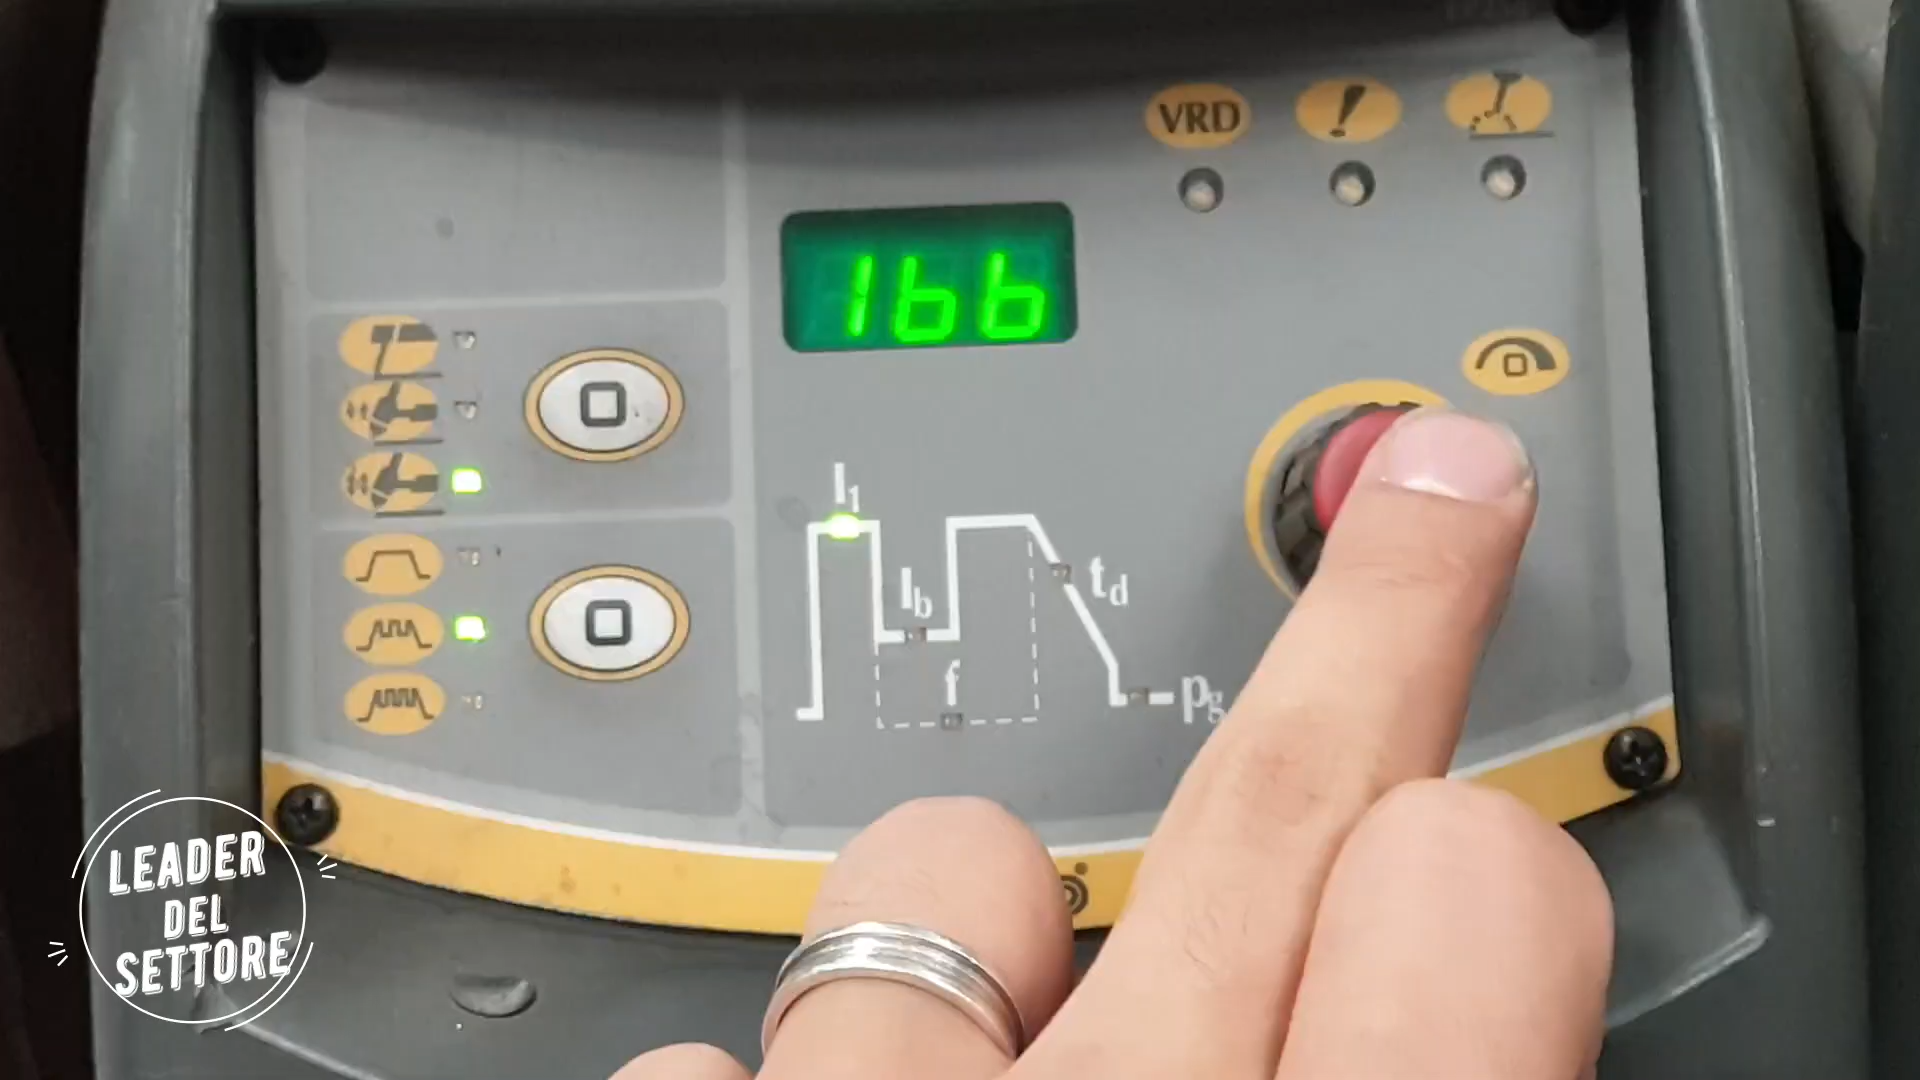 VRD
!
166
I1
Ib
td
f
pg
LEADER
DEL
SETTORE